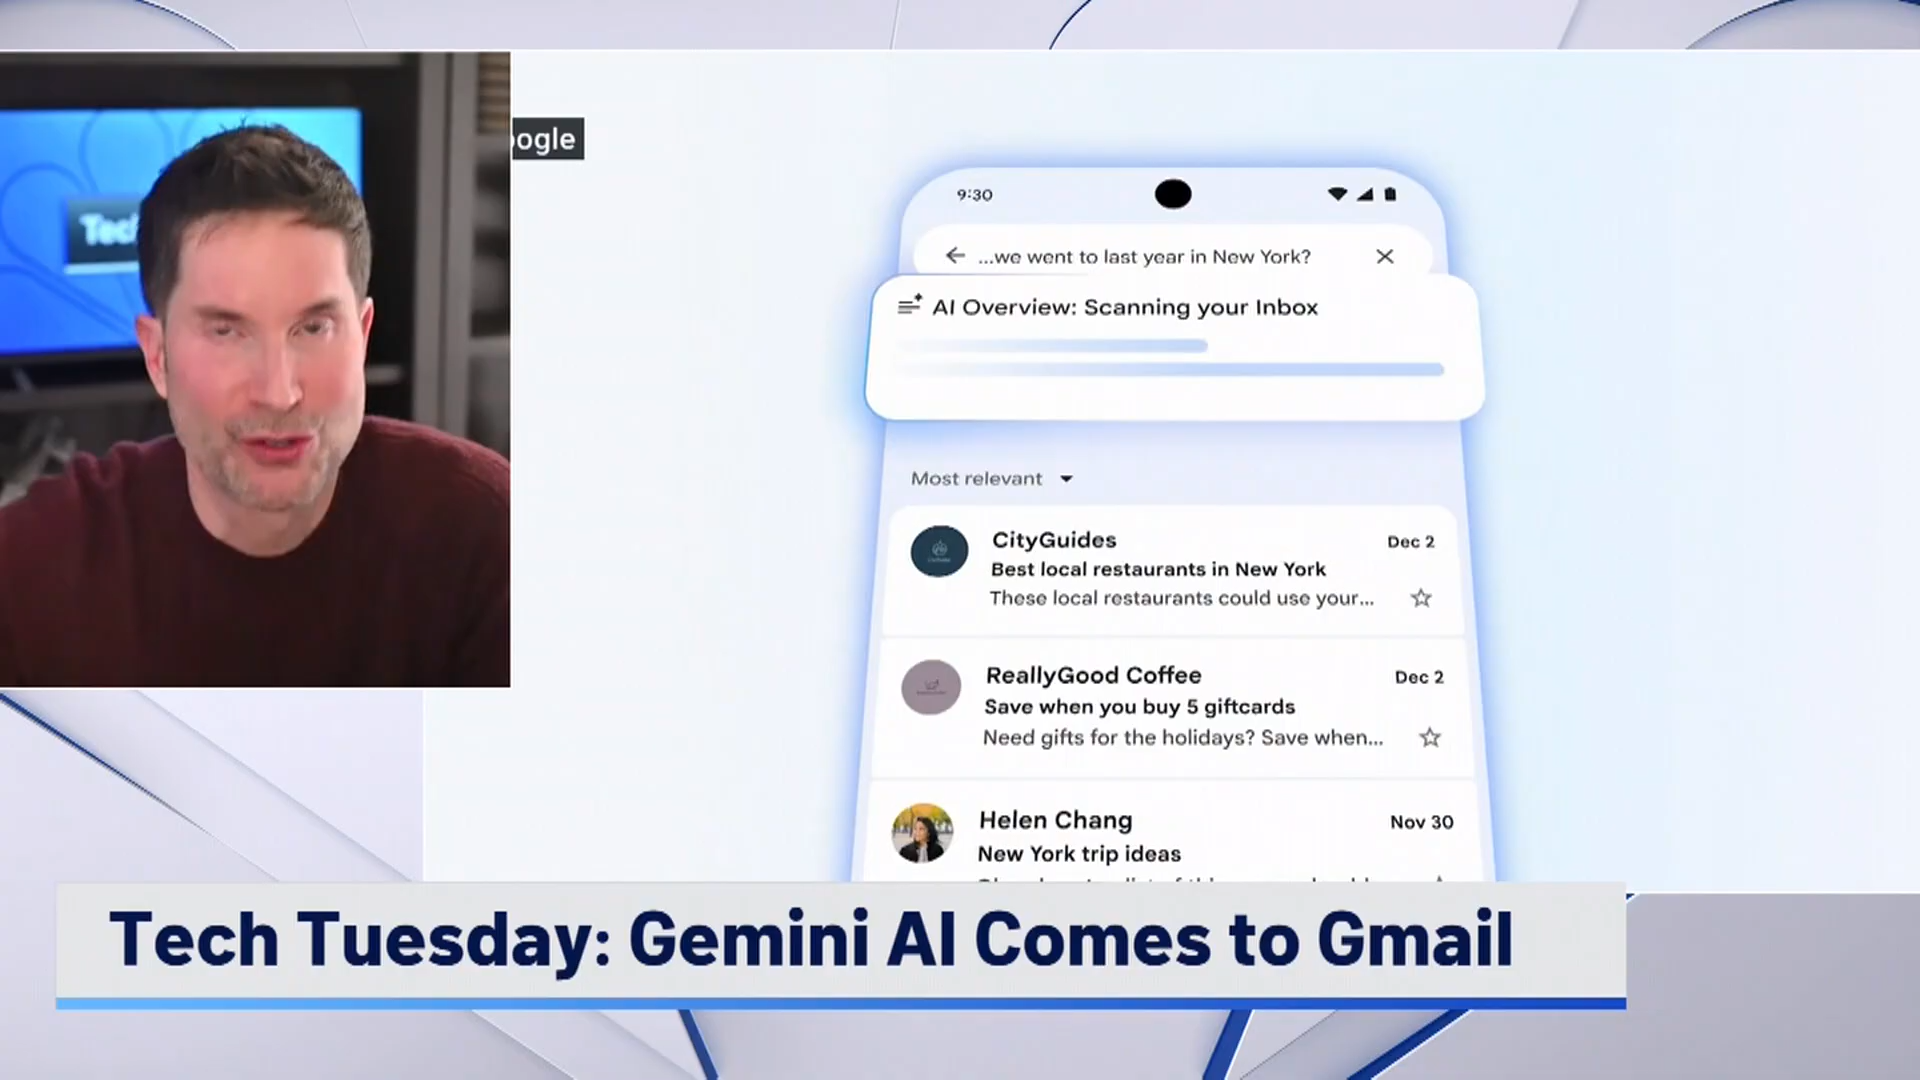 Tech
oogle
9:30
...we went to last year in New York?
AI Overview: Scanning your Inbox
Most relevant
CityGuides
Dec 2
Best local restaurants in New York
These local restaurants could use your...
ReallyGood Coffee
Dec 2
Save when you buy 5 giftcards
Need gifts for the holidays? Save when...
Helen Chang
Nov 30
New York trip ideas
Tech Tuesday: Gemini AI Comes to Gmail